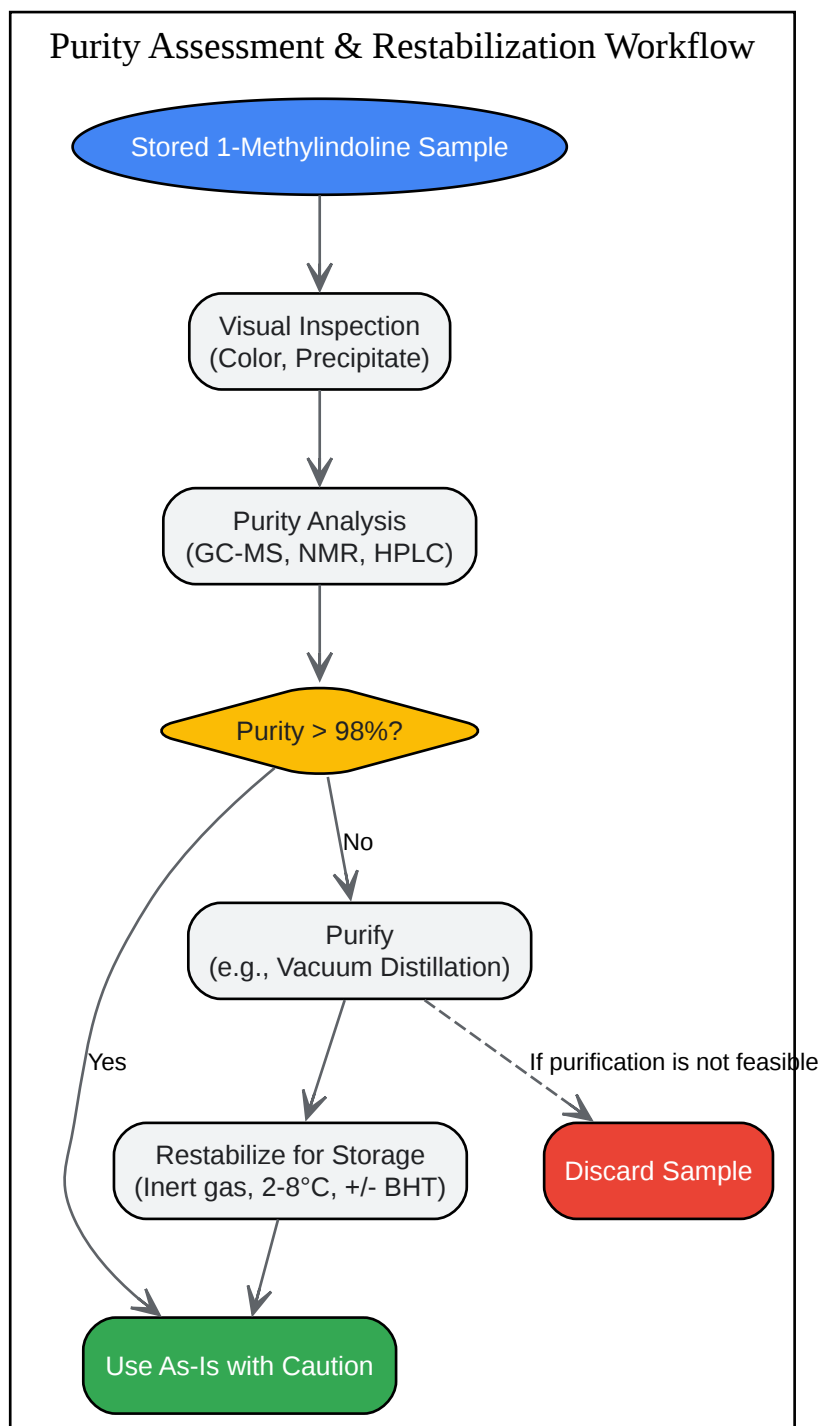 Purity Assessment & Restabilization Workflow
Stored 1-Methylindoline Sample
Visual Inspection
(Color, Precipitate)
Purity Analysis
(GC-MS, NMR, HPLC)
Purity > 98%?
No
Purify
(e.g., Vacuum Distillation)
Yes
If purification is not feasible
Restabilize for Storage
(Inert gas, 2-8°C, +/- BHT)
Discard Sample
Use As-Is with Caution